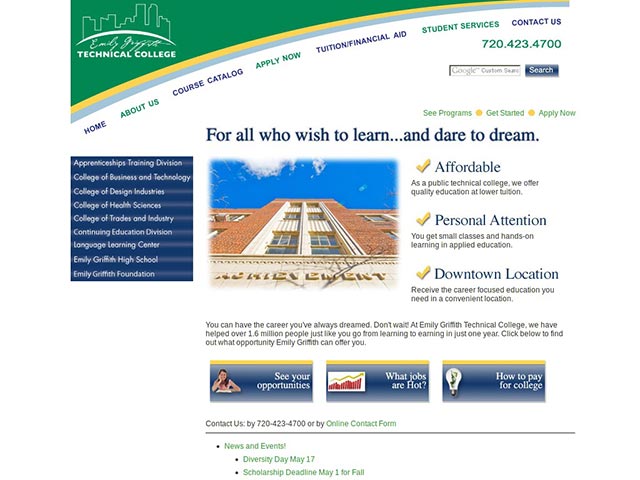 Emily Griffith
TECHNICAL COLLEGE
HOME
ABOUT US
COURSE CATALOG
APPLY NOW
TUITION/FINANCIAL AID
STUDENT SERVICES
CONTACT US
720.423.4700
Google Custom Search
Search
See Programs
Get Started
Apply Now
For all who wish to learn...and dare to dream.
Apprenticeships Training Division
College of Business and Technology
College of Design Industries
College of Health Sciences
College of Trades and Industry
Continuing Education Division
Language Learning Center
Emily Griffith High School
Emily Griffith Foundation
ACHIEVEMENT
Affordable
As a public technical college, we offer
quality education at lower tuition.
Personal Attention
You get small classes and hands-on
learning in applied education.
Downtown Location
Receive the career focused education you
need in a convenient location.
You can have the career you've always dreamed. Don't wait! At Emily Griffith Technical College, we have
helped over 1.6 million people just like you go from learning to earning in just one year. Click below to find
out what opportunity Emily Griffith can offer you.
See your
opportunities
What jobs
are Hot?
How to pay
for college
Contact Us: by 720-423-4700 or by Online Contact Form
News and Events!
Diversity Day May 17
Scholarship Deadline May 1 for Fall